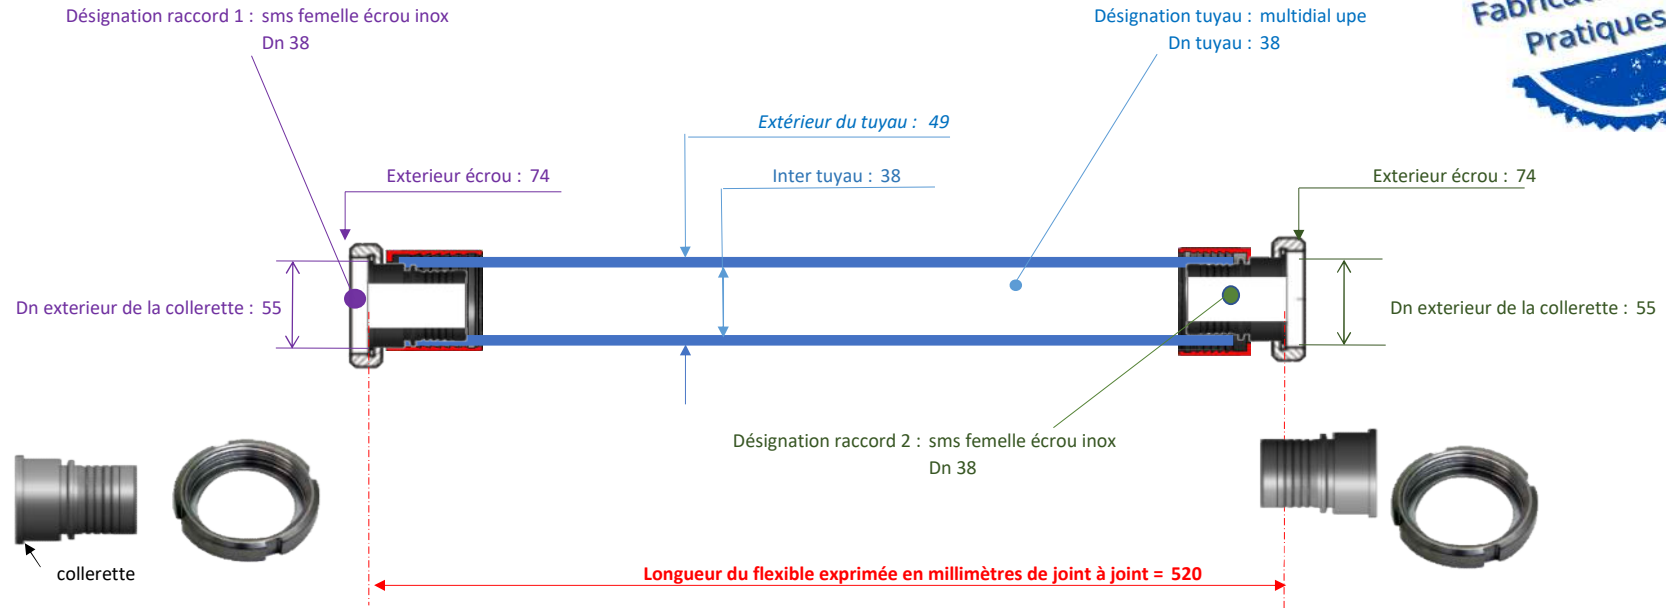 Désignation raccord 1 : sms femelle écrou inox
Dn 38
Désignation tuyau : multidial upe
Dn tuyau : 38
Pratiques
Extérieur du tuyau : 49
Exterieur écrou : 74
Inter tuyau : 38
Exterieur écrou : 74
Dn exterieur de la collerette : 55
Dn exterieur de la collerette : 55
Désignation raccord 2 : sms femelle écrou inox
Dn 38
collerette
Longueur du flexible exprimée en millimètres de joint à joint = 520